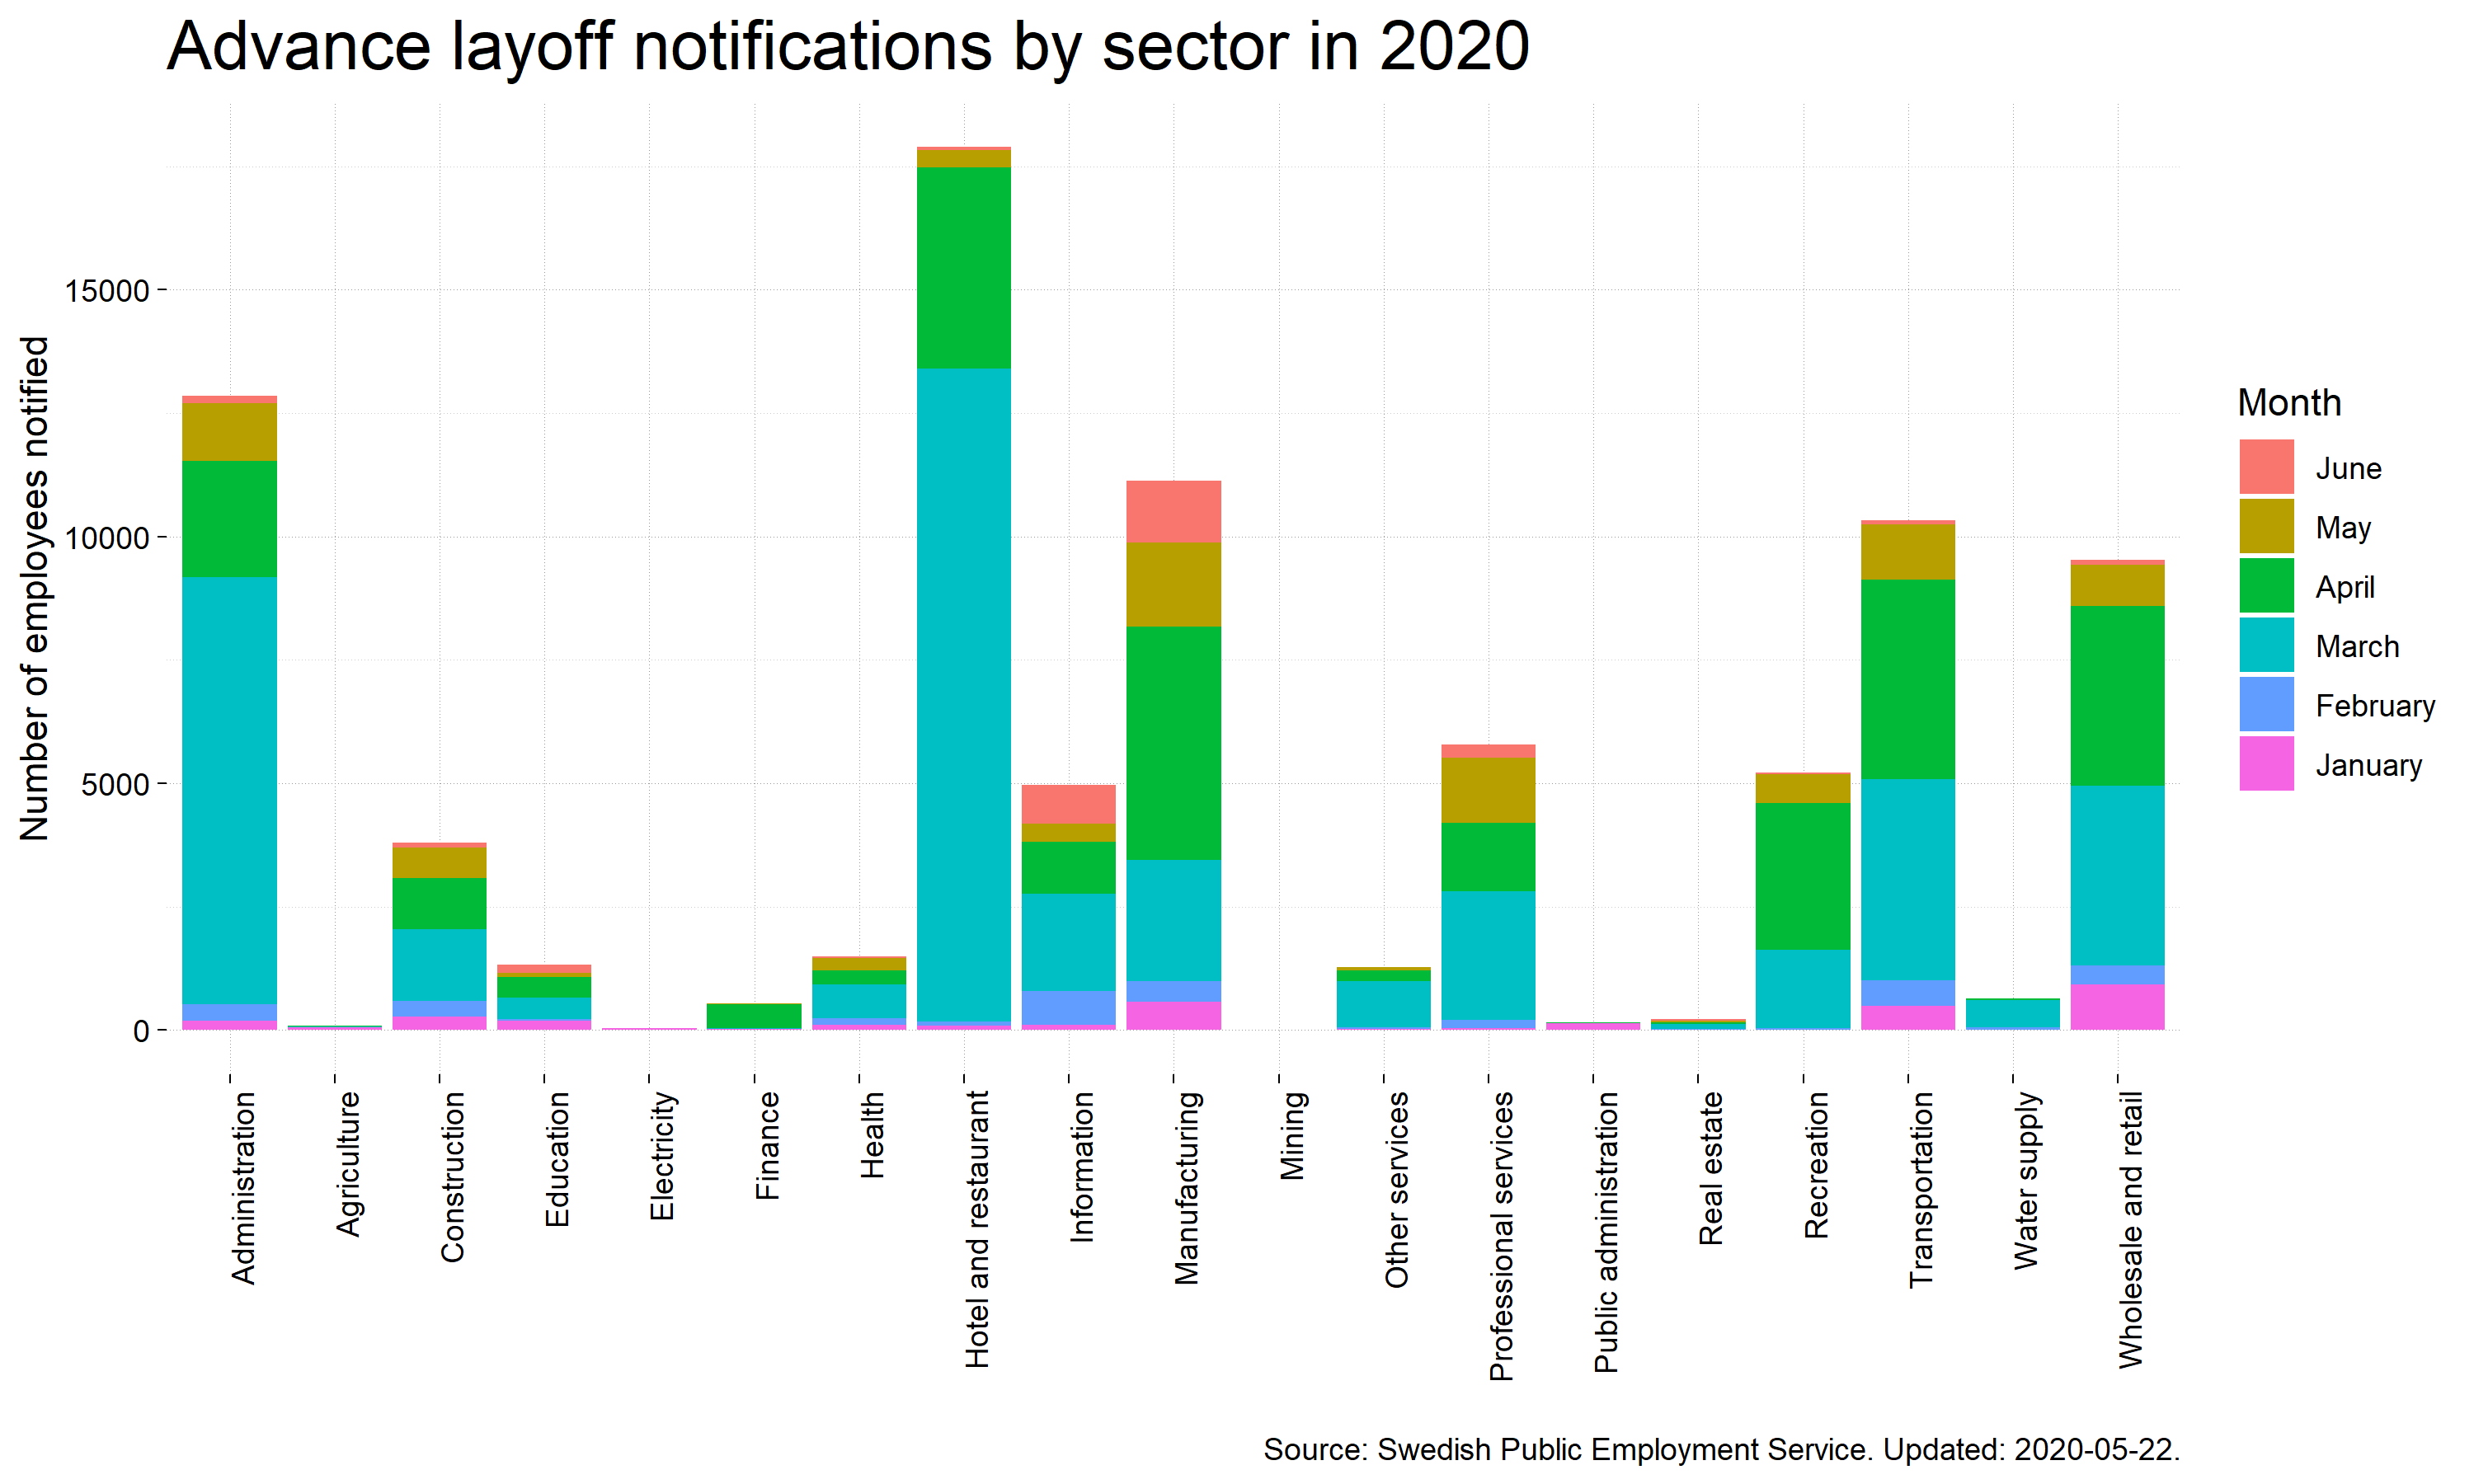 Advance layoff notifications by sector in 2020
Number of employees notified
15000
10000
5000
0
Administration
Agriculture
Construction
Education
Electricity
Finance
Health
Hotel and restaurant
Information
Manufacturing
Mining
Other services
Professional services
Public administration
Real estate
Recreation
Transportation
Water supply
Wholesale and retail
Month
June
May
April
March
February
January
Source: Swedish Public Employment Service. Updated: 2020-05-22.